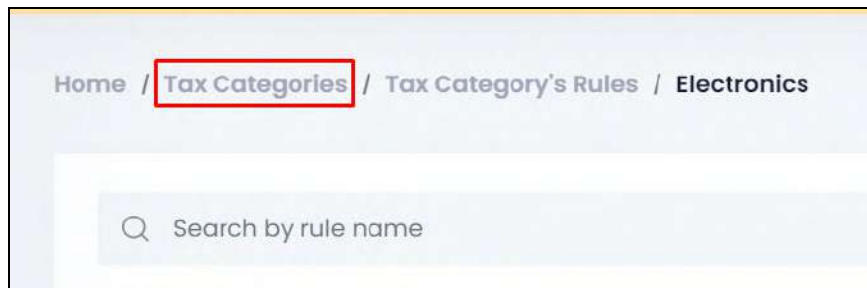 Home / Tax Categories / Tax Category's Rules / Electronics
Search by rule name